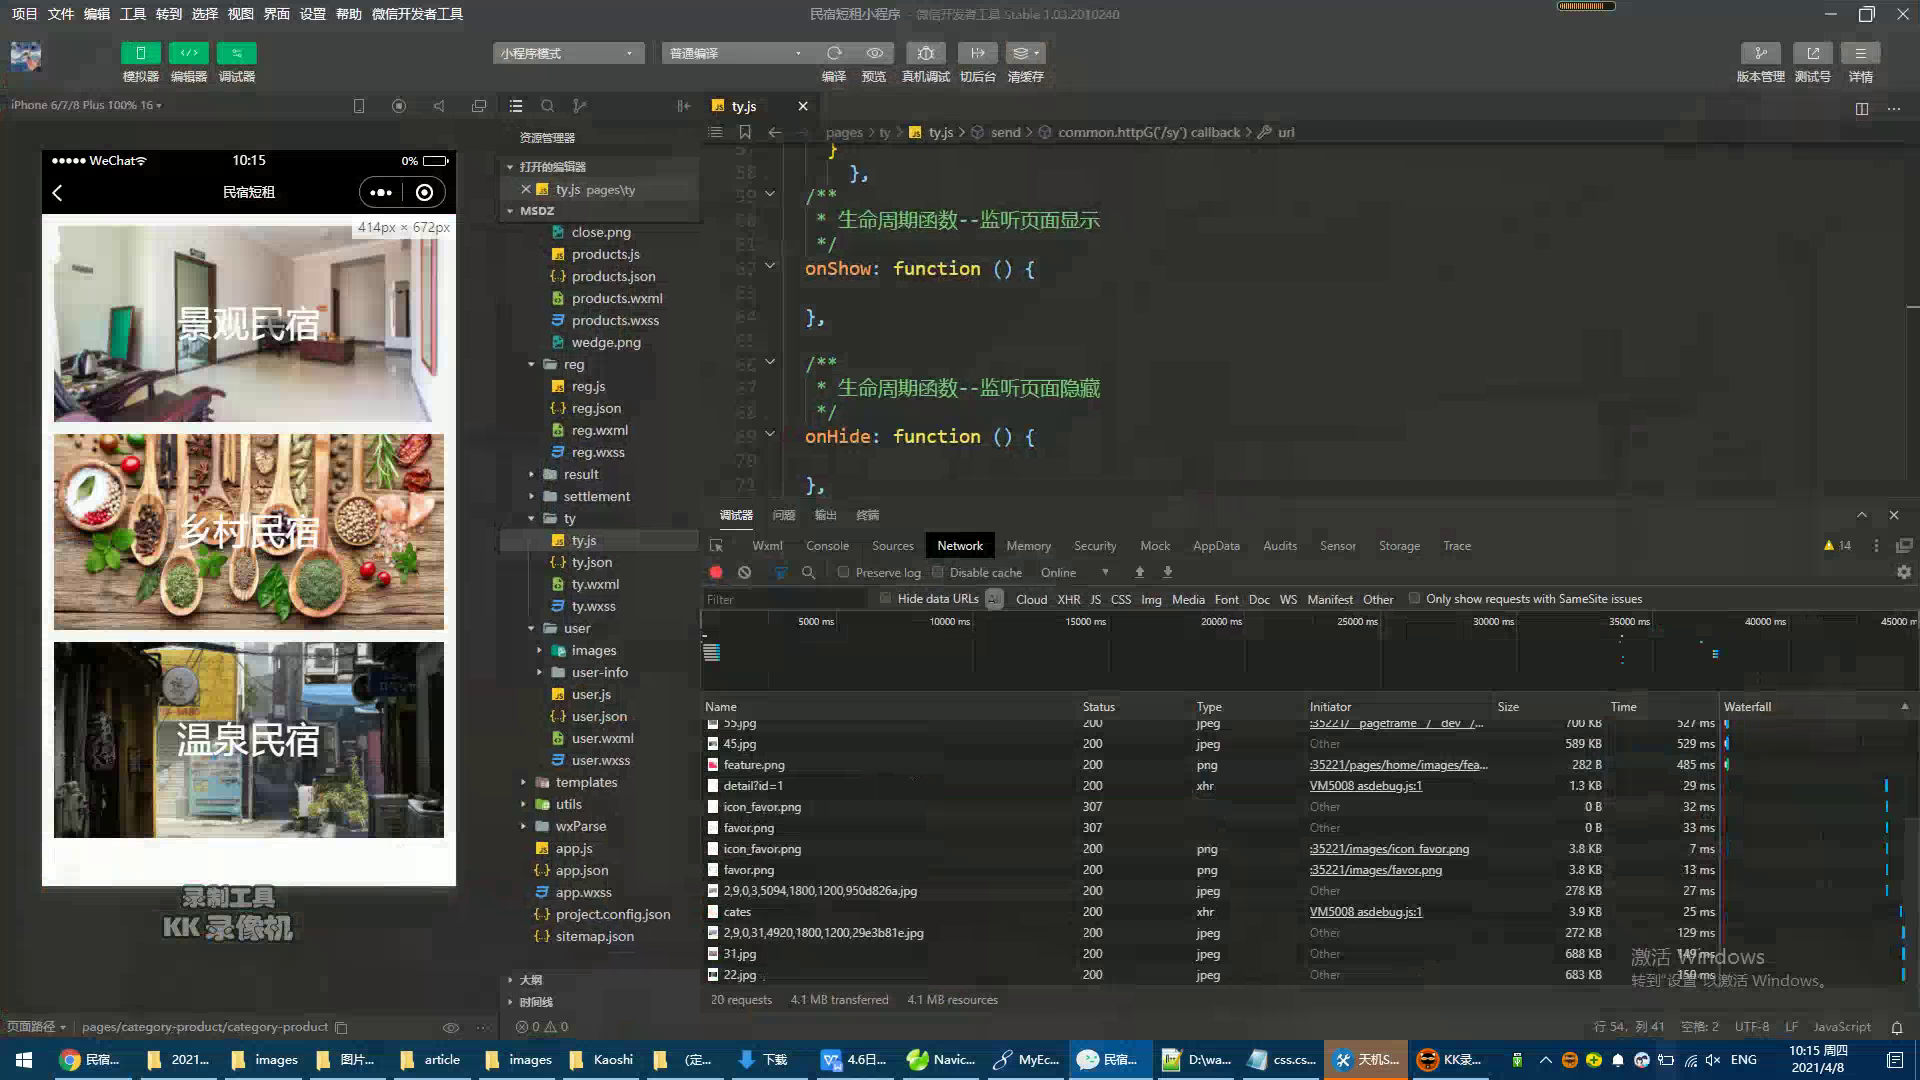 项目 文件 编辑 工具 转到 选择 视图 界面 设置 帮助 微信开发者工具
民宿短租小程序 - 微信开发者工具 Stable 1.03.2010240
小程序模式
普通编译
模拟器 编辑器 调试器
编译 预览 真机调试 切后台 清缓存
版本管理 测试号 详情
iPhone 6/7/8 Plus 100% 16
WeChat
10:15
0%
民宿短租
414px × 672px
景观民宿
乡村民宿
温泉民宿
录制工具
KK 录像机
页面路径
pages/category-product/category-product
资源管理器
打开的编辑器
ty.js pages\ty
MSDZ
close.png
products.js
products.json
products.wxml
products.wxss
wedge.png
reg
reg.js
reg.json
reg.wxml
reg.wxss
result
settlement
ty
ty.js
ty.json
ty.wxml
ty.wxss
user
images
user-info
user.js
user.json
user.wxml
user.wxss
templates
utils
wxParse
app.js
app.json
app.wxss
project.config.json
sitemap.json
大纲
时间线
0 0
ty.js
pages > ty > ty.js > send > common.httpG('/sy') callback > url
}
58 },
59 /**
60 * 生命周期函数--监听页面显示
61 */
62 onShow: function () {
63
64 },
65
66 /**
67 * 生命周期函数--监听页面隐藏
68 */
69 onHide: function () {
70
71 },
调试器 问题 输出 终端
Wxml Console Sources Network Memory Security Mock AppData Audits Sensor Storage Trace
14
Preserve log Disable cache Online
Filter Hide data URLs All Cloud XHR JS CSS Img Media Font Doc WS Manifest Other Only show requests with SameSite issues
5000 ms 10000 ms 15000 ms 20000 ms 25000 ms 30000 ms 35000 ms 40000 ms 45000 m
Name Status Type Initiator Size Time Waterfall
55.jpg 200 jpeg :35221/__pageframe__/__dev__/... 700 KB 527 ms
45.jpg 200 jpeg Other 589 KB 529 ms
feature.png 200 png :35221/pages/home/images/fea... 282 B 485 ms
detail?id=1 200 xhr VM5008 asdebug.js:1 1.3 KB 29 ms
icon_favor.png 307 Other 0 B 32 ms
favor.png 307 Other 0 B 33 ms
icon_favor.png 200 png :35221/images/icon_favor.png 3.8 KB 7 ms
favor.png 200 png :35221/images/favor.png 3.8 KB 13 ms
2,9,0,3,5094,1800,1200,950d826a.jpg 200 jpeg Other 278 KB 27 ms
cates 200 xhr VM5008 asdebug.js:1 3.9 KB 25 ms
2,9,0,31,4920,1800,1200,29e3b81e.jpg 200 jpeg Other 272 KB 129 ms
31.jpg 200 jpeg Other 688 KB 149 ms
22.jpg 200 jpeg Other 683 KB 150 ms
激活 Windows
转到"设置"以激活 Windows。
20 requests 4.1 MB transferred 4.1 MB resources
行 54，列 41 空格: 2 UTF-8 LF JavaScript
民宿... 2021... images 图片... article images Kaoshi (定... 下载 4.6日... Navic... MyEc... 民宿... D:\wa... css.cs... 天机S... KK录... ENG
10:15 周四
2021/4/8